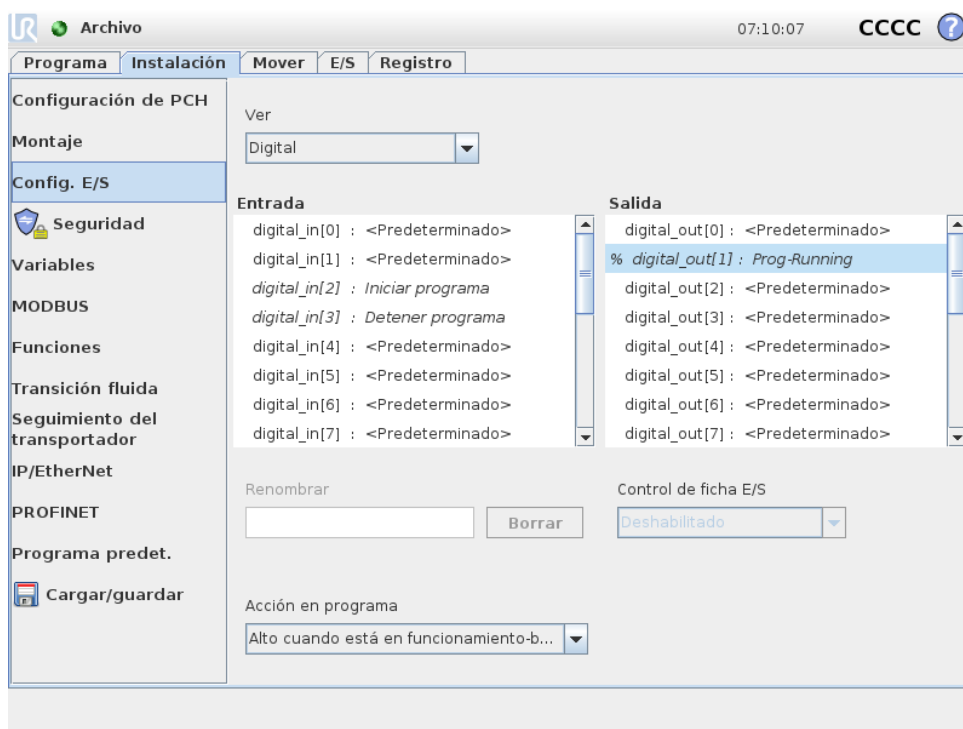 UR Archivo 07:10:07 CCCC ?
Programa Instalación Mover E/S Registro
Configuración de PCH
Montaje
Config. E/S
Seguridad
Variables
MODBUS
Funciones
Transición fluida
Seguimiento del
transportador
IP/EtherNet
PROFINET
Programa predet.
Cargar/guardar
Ver
Digital
Entrada
digital_in[0] : <Predeterminado>
digital_in[1] : <Predeterminado>
digital_in[2] : Iniciar programa
digital_in[3] : Detener programa
digital_in[4] : <Predeterminado>
digital_in[5] : <Predeterminado>
digital_in[6] : <Predeterminado>
digital_in[7] : <Predeterminado>
Salida
digital_out[0] : <Predeterminado>
% digital_out[1] : Prog-Running
digital_out[2] : <Predeterminado>
digital_out[3] : <Predeterminado>
digital_out[4] : <Predeterminado>
digital_out[5] : <Predeterminado>
digital_out[6] : <Predeterminado>
digital_out[7] : <Predeterminado>
Renombrar
Borrar
Control de ficha E/S
Deshabilitado
Acción en programa
Alto cuando está en funcionamiento-b...